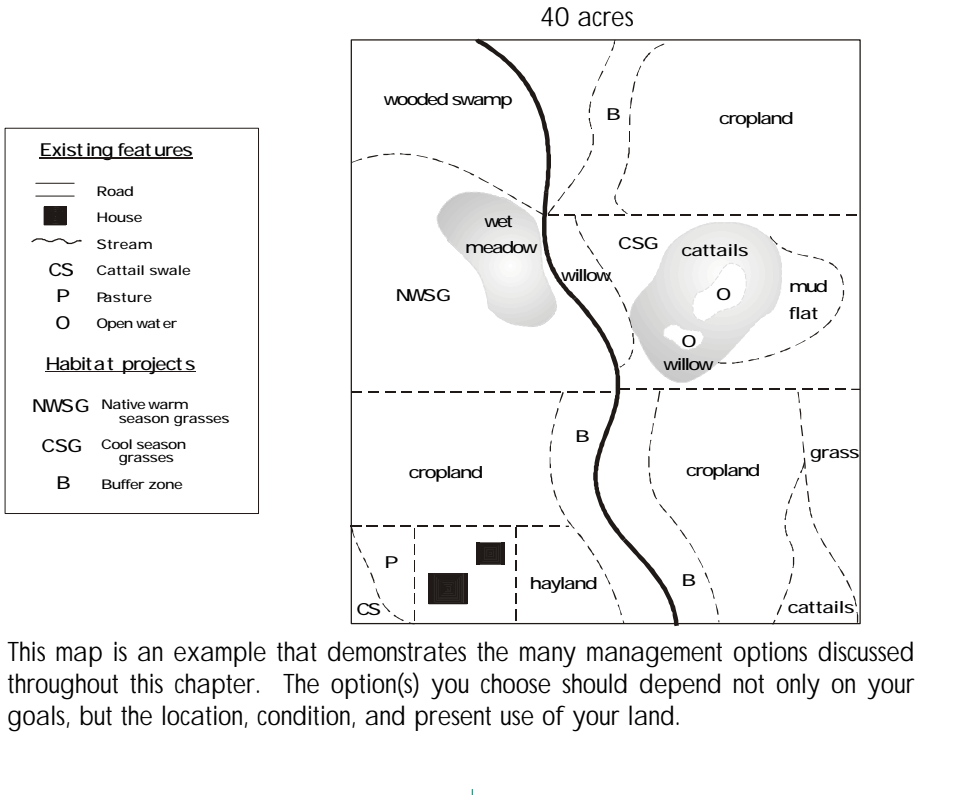 40 acres
wooded swamp
B
cropland
Existing features
Road
House
Stream
CS Cattail swale
P Pasture
O Open water
Habitat projects
NWSG Native warm
season grasses
CSG Cool season
grasses
B Buffer zone
wet
meadow
NWSG
willow
CSG
cattails
O
mud
flat
O
willow
cropland
B
cropland
grass
P
CS
hayland
B
cattails
This map is an example that demonstrates the many management options discussed
throughout this chapter. The option(s) you choose should depend not only on your
goals, but the location, condition, and present use of your land.